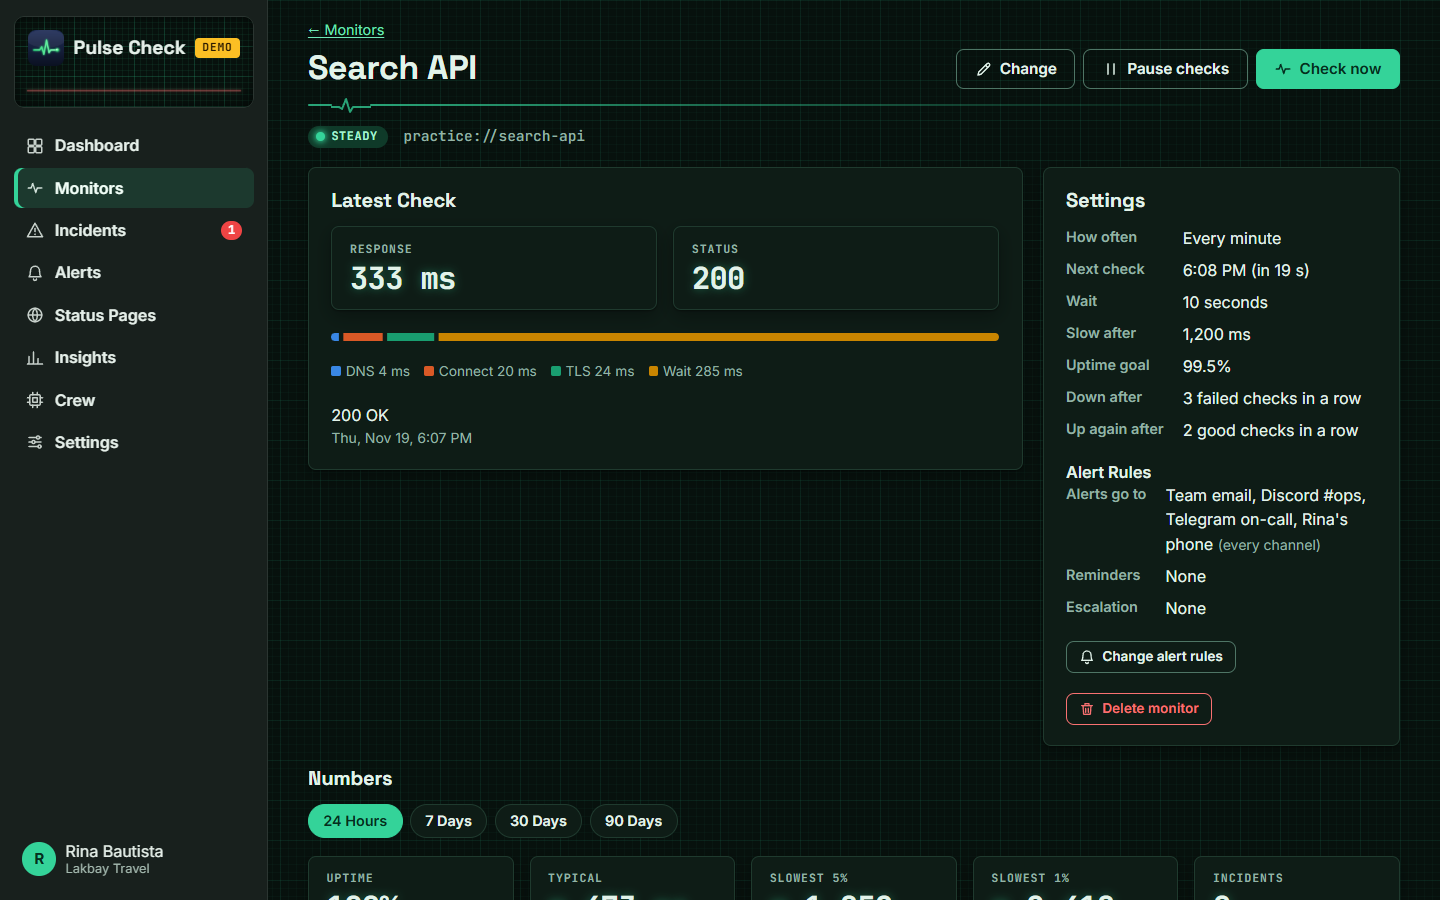 Pulse Check DEMO
Dashboard
Monitors
Incidents 1
Alerts
Status Pages
Insights
Crew
Settings
R Rina Bautista
Lakbay Travel
← Monitors
Search API
Change
Pause checks
Check now
STEADY practice://search-api
Latest Check
RESPONSE
333 ms
STATUS
200
DNS 4 ms Connect 20 ms TLS 24 ms Wait 285 ms
200 OK
Thu, Nov 19, 6:07 PM
Settings
How often Every minute
Next check 6:08 PM (in 19 s)
Wait 10 seconds
Slow after 1,200 ms
Uptime goal 99.5%
Down after 3 failed checks in a row
Up again after 2 good checks in a row
Alert Rules
Alerts go to Team email, Discord #ops,
Telegram on-call, Rina's
phone (every channel)
Reminders None
Escalation None
Change alert rules
Delete monitor
Numbers
24 Hours 7 Days 30 Days 90 Days
UPTIME
TYPICAL
SLOWEST 5%
SLOWEST 1%
INCIDENTS